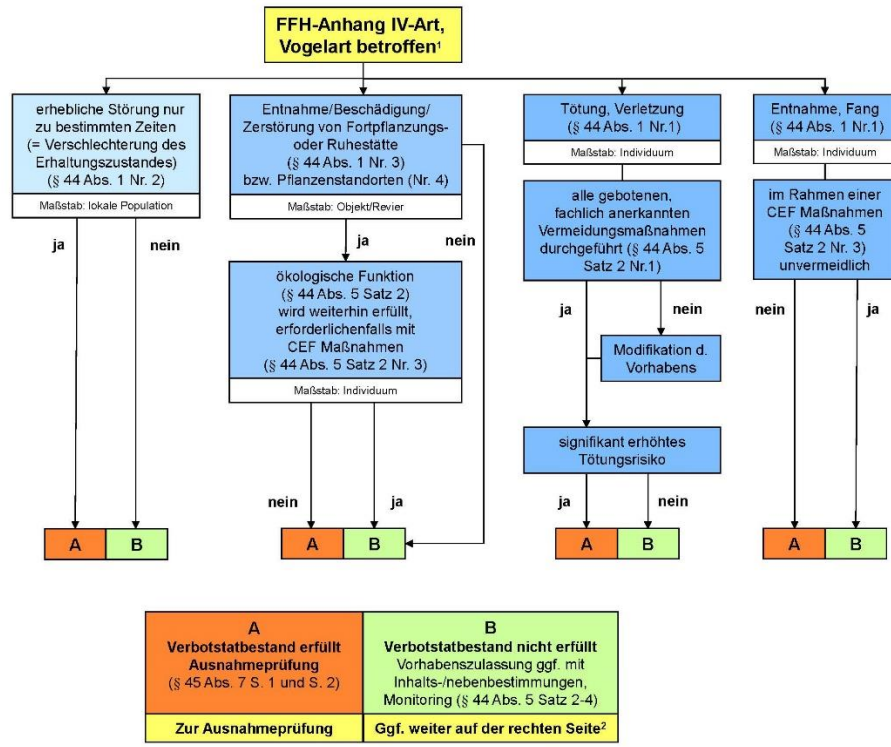 FFH-Anhang IV-Art,
Vogelart betroffen¹
erhebliche Störung nur
zu bestimmten Zeiten
(= Verschlechterung des
Erhaltungszustandes)
(§ 44 Abs. 1 Nr. 2)
Maßstab: lokale Population
ja
nein
A
B
Entnahme/Beschädigung/
Zerstörung von Fortpflanzungs-
oder Ruhestätte
(§ 44 Abs. 1 Nr. 3)
bzw. Pflanzenstandorten (Nr. 4)
Maßstab: Objekt/Revier
ja
nein
ökologische Funktion
(§ 44 Abs. 5 Satz 2)
wird weiterhin erfüllt,
erforderlichenfalls mit
CEF Maßnahmen
(§ 44 Abs. 5 Satz 2 Nr. 3)
Maßstab: Individuum
nein
ja
A
B
Tötung, Verletzung
(§ 44 Abs. 1 Nr.1)
Maßstab: Individuum
alle gebotenen,
fachlich anerkannten
Vermeidungsmaßnahmen
durchgeführt (§ 44 Abs. 5
Satz 2 Nr.1)
ja
nein
Modifikation d.
Vorhabens
signifikant erhöhtes
Tötungsrisiko
ja
nein
A
B
Entnahme, Fang
(§ 44 Abs. 1 Nr.1)
Maßstab: Individuum
im Rahmen einer
CEF Maßnahmen
(§ 44 Abs. 5
Satz 2 Nr. 3)
unvermeidlich
nein
ja
A
B
A
Verbotstatbestand erfüllt
Ausnahmeprüfung
(§ 45 Abs. 7 S. 1 und S. 2)
Zur Ausnahmeprüfung
B
Verbotstatbestand nicht erfüllt
Vorhabenszulassung ggf. mit
Inhalts-/nebenbestimmungen,
Monitoring (§ 44 Abs. 5 Satz 2-4)
Ggf. weiter auf der rechten Seite²